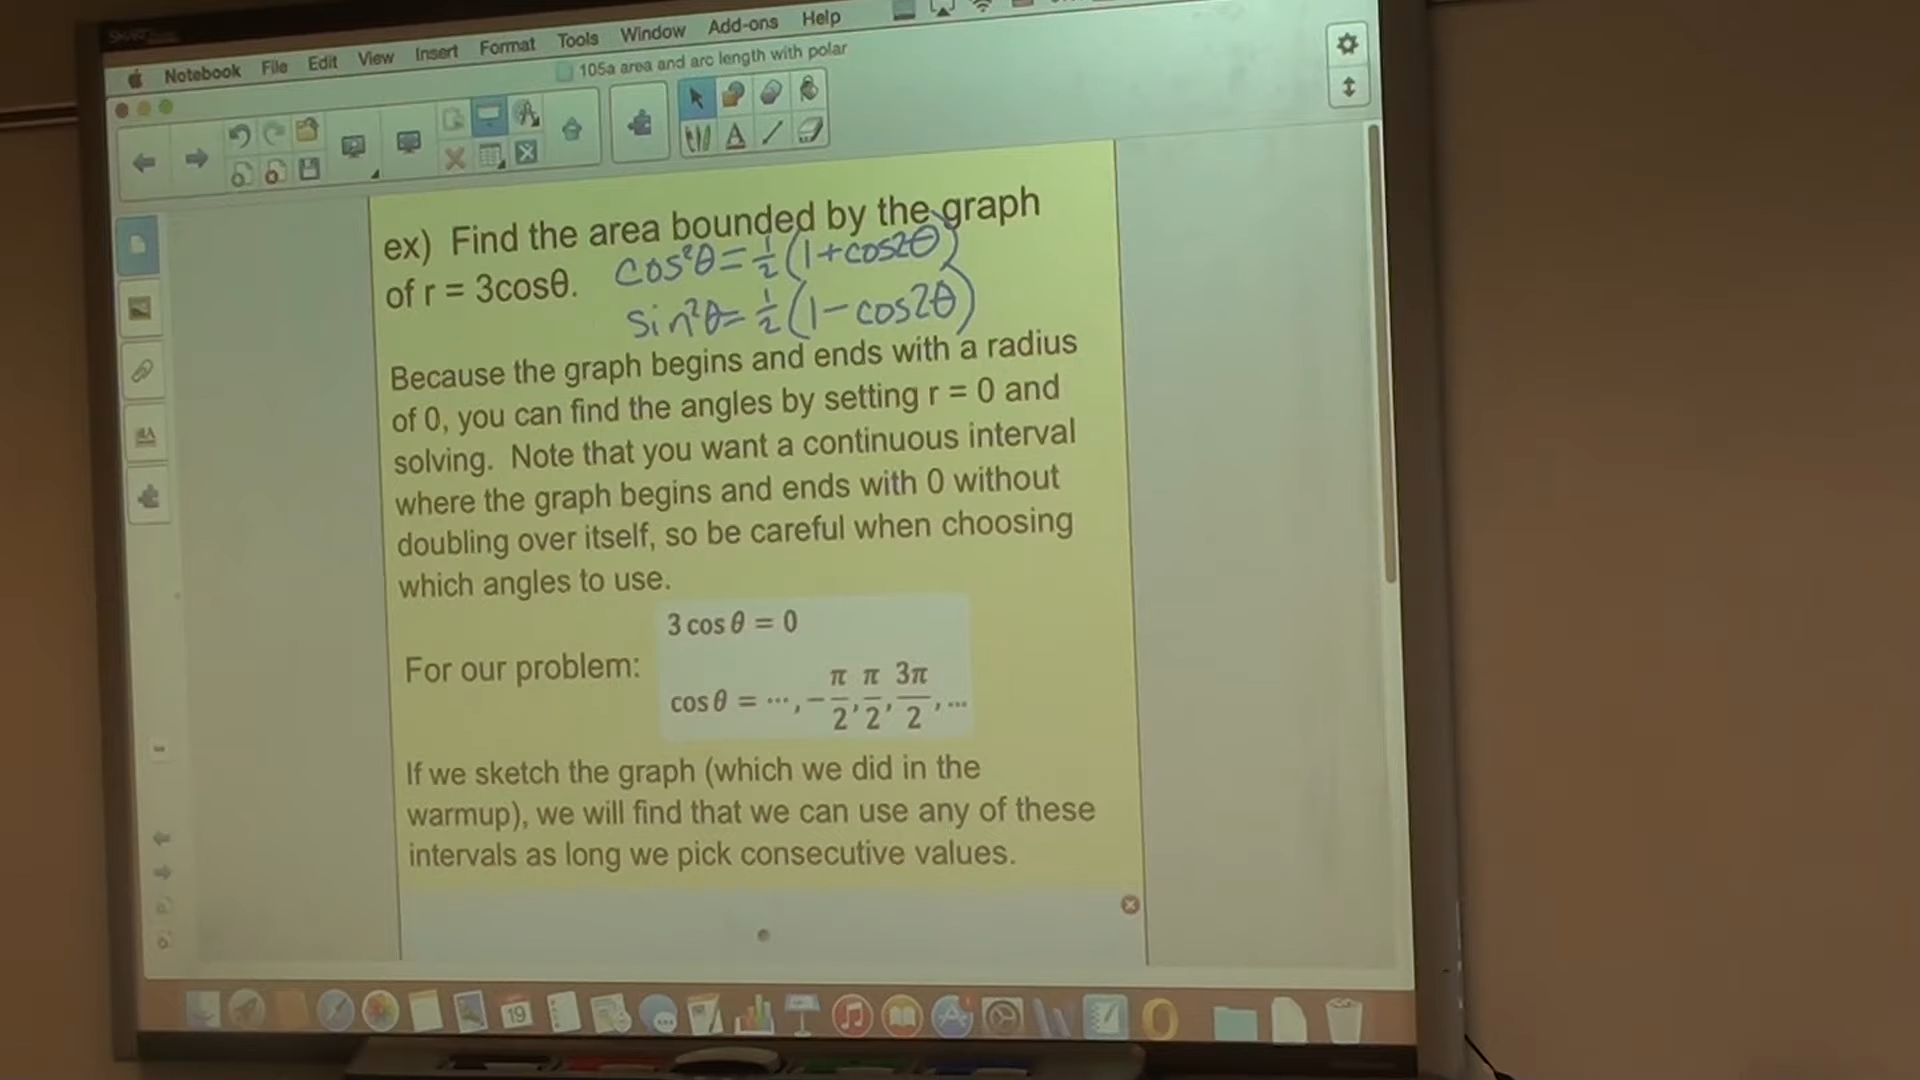 Notebook File Edit View Insert Format Tools Window Add-ons Help
105a area and arc length with polar
ex) Find the area bounded by the graph
of r = 3cosθ.
cos²θ = 1/2 (1+cos2θ)
sin²θ = 1/2 (1-cos2θ)
Because the graph begins and ends with a radius
of 0, you can find the angles by setting r = 0 and
solving. Note that you want a continuous interval
where the graph begins and ends with 0 without
doubling over itself, so be careful when choosing
which angles to use.
3 cos θ = 0
For our problem:
cos θ = ⋯, -π/2, π/2, 3π/2, ...
If we sketch the graph (which we did in the
warmup), we will find that we can use any of these
intervals as long we pick consecutive values.
19